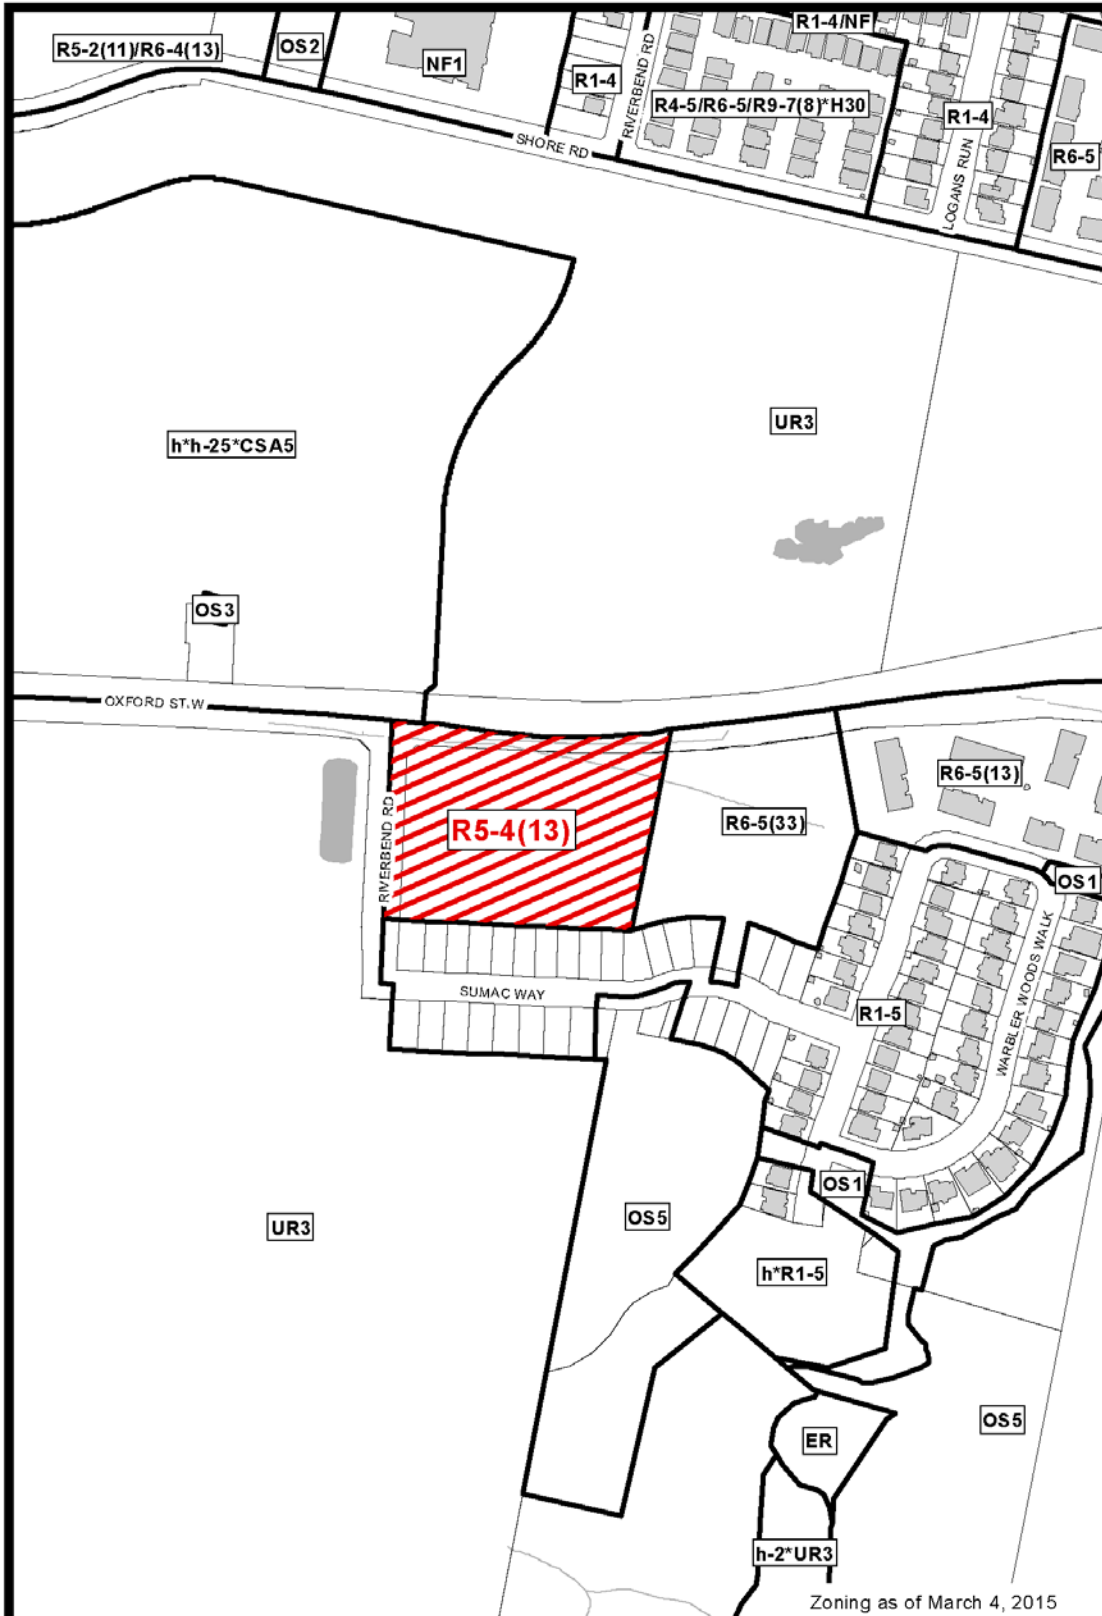 R1-4/NF
R5-2(11)/R6-4(13)
OS2
NF1
R1-4
RIVERBEND RD
R4-5/R6-5/R9-7(8)*H30
R1-4
LOGANS RUN
R6-5
SHORE RD
UR3
h*h-25*CSA5
OS3
OXFORD ST. W
RIVERBEND RD
R5-4(13)
R6-5(33)
R6-5(13)
OS1
SUMAC WAY
R1-5
WARBLER WOODS WALK
OS1
UR3
OS5
h*R1-5
ER
OS5
h-2*UR3
Zoning as of March 4, 2015